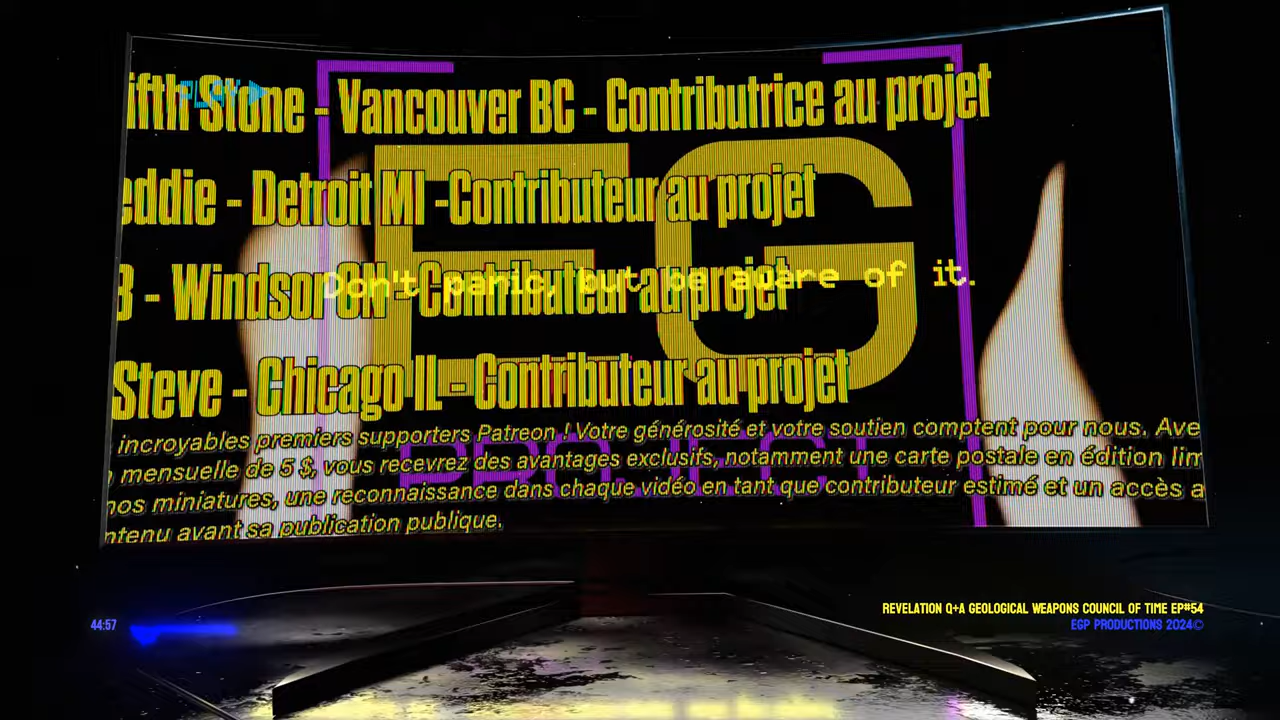 PLAY
ifth Stone - Vancouver BC - Contributrice au projet
eddie - Detroit MI -Contributeur au projet
EG
Don't panic, but be aware of it.
B - Windsor ON - Contributeur au projet
Steve - Chicago IL - Contributeur au projet
PROJECT
incroyables premiers supporters Patreon ! Votre générosité et votre soutien comptent pour nous. Ave
mensuelle de 5 $, vous recevrez des avantages exclusifs, notamment une carte postale en édition lim
nos miniatures, une reconnaissance dans chaque vidéo en tant que contributeur estimé et un accès a
ntenu avant sa publication publique.
44:57
REVELATION Q+A GEOLOGICAL WEAPONS COUNCIL OF TIME EP#54
EGP PRODUCTIONS 2024©